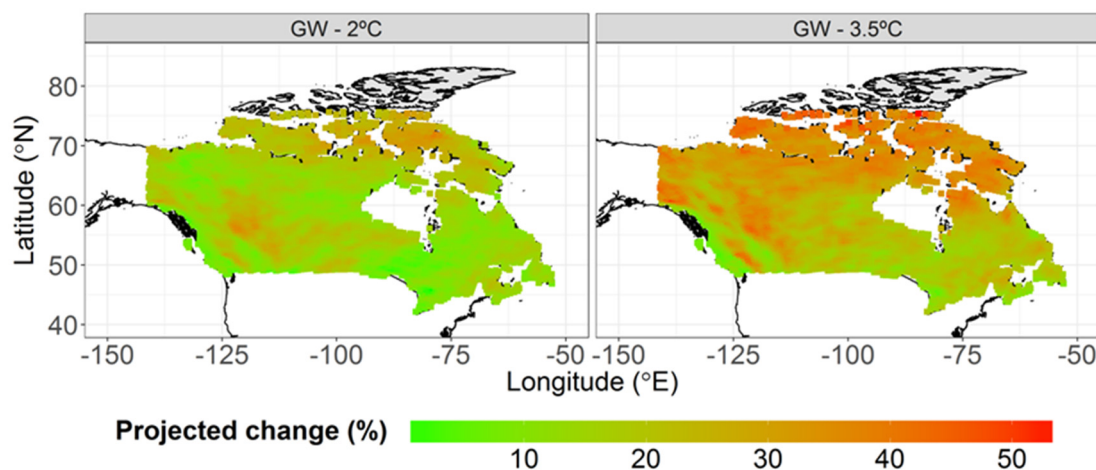 GW - 2ºC
GW - 3.5ºC
Latitude (°N)
80
70
60
50
40
-150 -125 -100 -75 -50
-150 -125 -100 -75 -50
Longitude (°E)
Projected change (%)
10 20 30 40 50